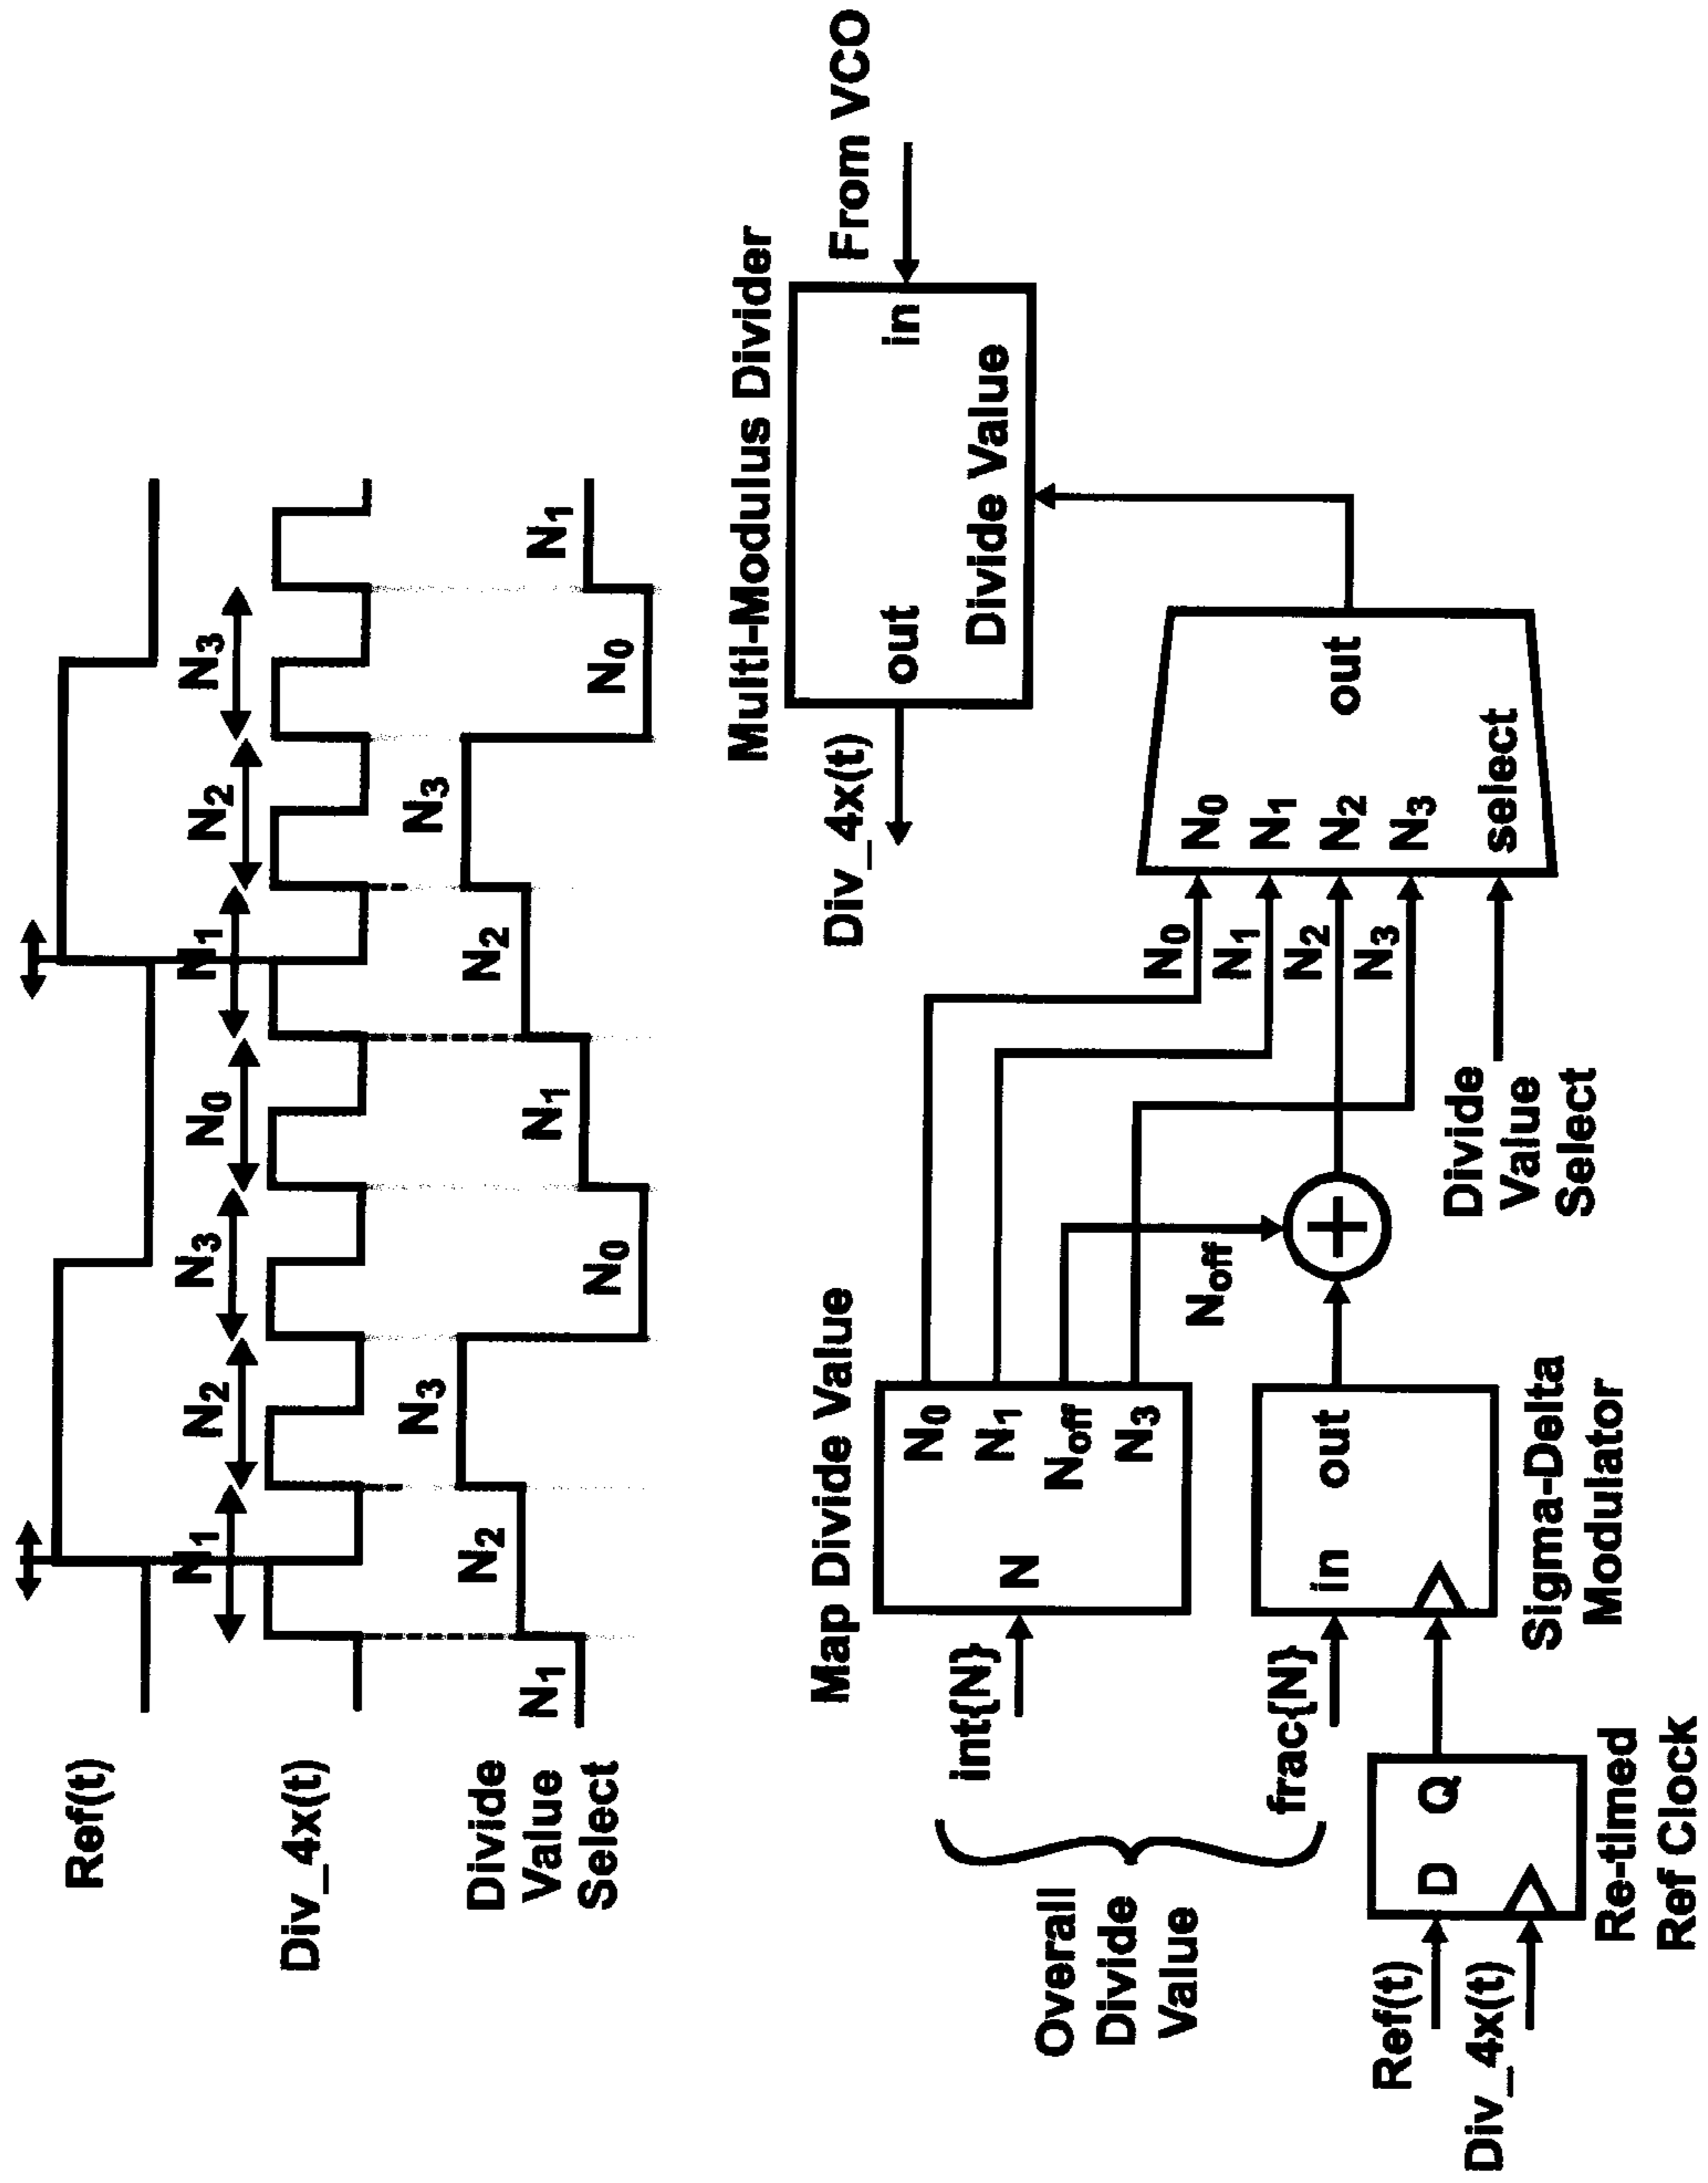 Ref(t)
N1
N2
N3
N0
N1
N2
N3
Div_4x(t)
Divide
Value
Select
N1
N2
N3
N0
N1
N2
N3
N0
N1
Multi-Modulus Divider
Div_4x(t)
out
in
Divide Value
From VCO
Map Divide Value
int{N}
N
N0
N1
Noff
N3
Overall
Divide
Value
frac{N}
in
out
Sigma-Delta
Modulator
Noff
N0
N1
N2
N3
N0
N1
N2
N3
select
out
Divide
Value
Select
Ref(t)
Div_4x(t)
D
Q
Re-timed
Ref Clock